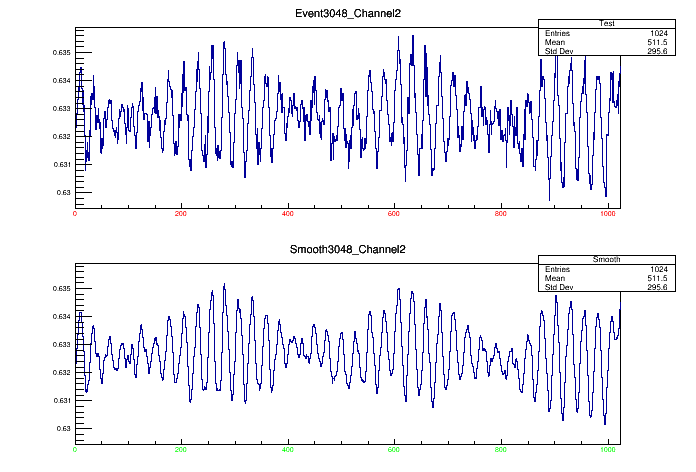 Event3048_Channel2
Test
Entries 1024
Mean 511.5
Std Dev 295.6
0.635
0.634
0.633
0.632
0.631
0.63
0 200 400 600 800 1000
Smooth3048_Channel2
Smooth
Entries 1024
Mean 511.5
Std Dev 295.6
0.635
0.634
0.633
0.632
0.631
0.63
0 200 400 600 800 1000